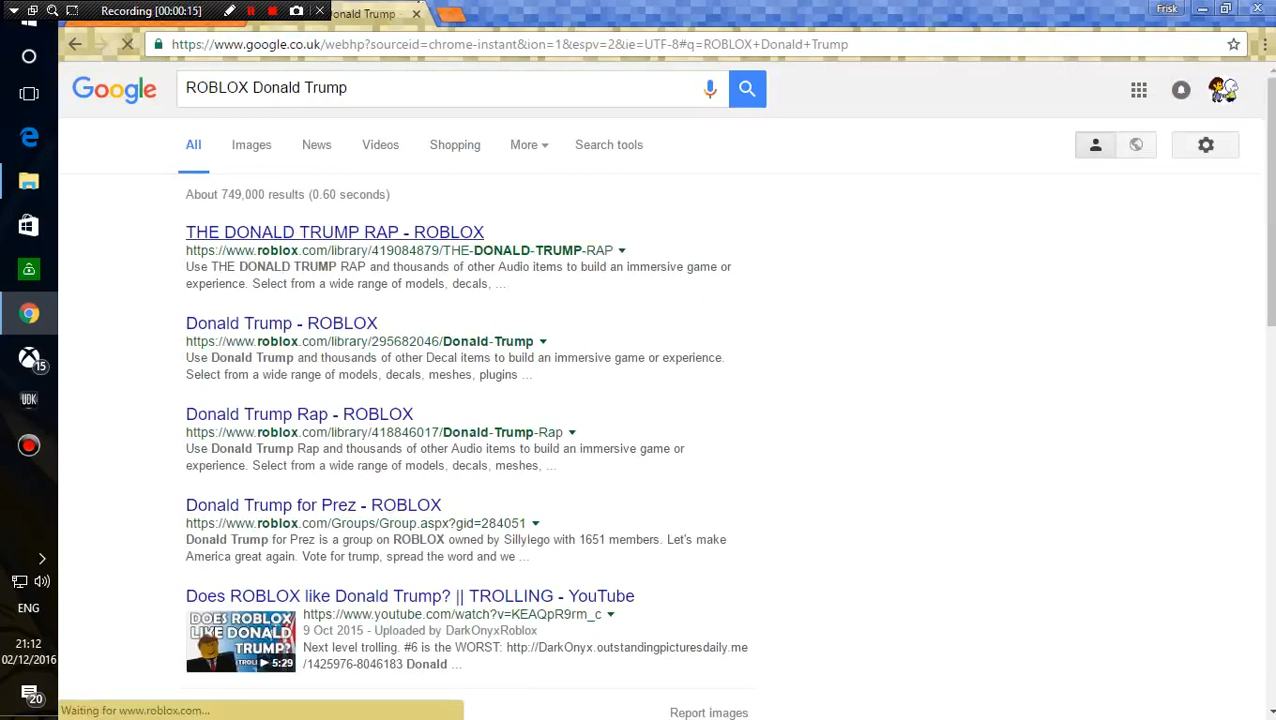 Recording [00:00:15]
onald Trump
Frisk
https://www.google.co.uk/webhp?sourceid=chrome-instant&ion=1&espv=2&ie=UTF-8#q=ROBLOX+Donald+Trump
Google
ROBLOX Donald Trump
All Images News Videos Shopping More Search tools
About 749,000 results (0.60 seconds)
THE DONALD TRUMP RAP - ROBLOX
https://www.roblox.com/library/419084879/THE-DONALD-TRUMP-RAP
Use THE DONALD TRUMP RAP and thousands of other Audio items to build an immersive game or
experience. Select from a wide range of models, decals, ...
Donald Trump - ROBLOX
https://www.roblox.com/library/295682046/Donald-Trump
Use Donald Trump and thousands of other Decal items to build an immersive game or experience.
Select from a wide range of models, decals, meshes, plugins ...
Donald Trump Rap - ROBLOX
https://www.roblox.com/library/418846017/Donald-Trump-Rap
Use Donald Trump Rap and thousands of other Audio items to build an immersive game or
experience. Select from a wide range of models, decals, meshes, ...
Donald Trump for Prez - ROBLOX
https://www.roblox.com/Groups/Group.aspx?gid=284051
Donald Trump for Prez is a group on ROBLOX owned by Sillylego with 1651 members. Let's make
America great again. Vote for trump, spread the word and we ...
Does ROBLOX like Donald Trump? || TROLLING - YouTube
https://www.youtube.com/watch?v=KEAQpR9rm_c
9 Oct 2015 - Uploaded by DarkOnyxRoblox
Next level trolling. #6 is the WORST: http://DarkOnyx.outstandingpicturesdaily.me
/1425976-8046183 Donald ...
DOES ROBLOX
LIKE DONALD
TRUMP?
5:29
Report images
15
UDK
ENG
21:12
02/12/2016
20
Waiting for www.roblox.com...